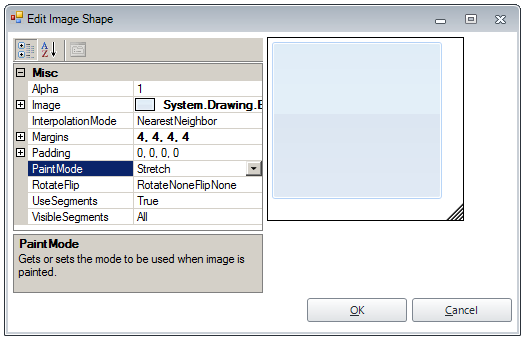 Edit Image Shape
Misc
Alpha 1
Image System.Drawing.B
InterpolationMode NearestNeighbor
Margins 4, 4, 4, 4
Padding 0, 0, 0, 0
PaintMode Stretch
RotateFlip RotateNoneFlipNone
UseSegments True
VisibleSegments All
PaintMode
Gets or sets the mode to be used when image is
painted.
OK Cancel